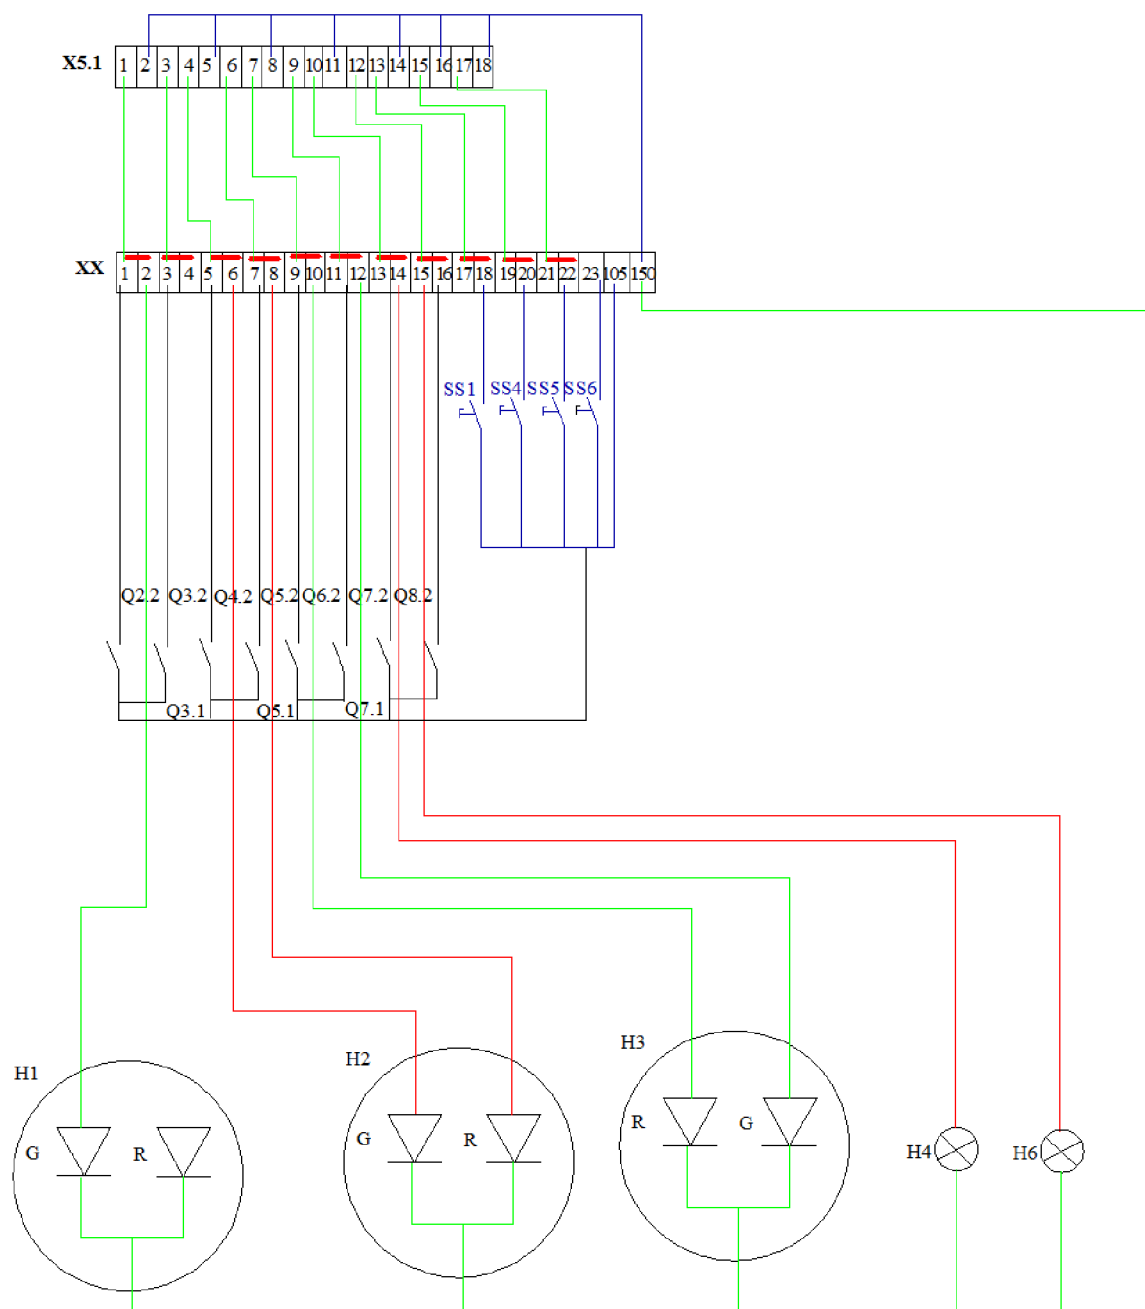 X5.1 1 2 3 4 5 6 7 8 9 10 11 12 13 14 15 16 17 18
XX 1 2 3 4 5 6 7 8 9 10 11 12 13 14 15 16 17 18 19 20 21 22 23 105 150
SS1 SS4 SS5 SS6
Q2.2 Q3.2 Q4.2 Q5.2 Q6.2 Q7.2 Q8.2
Q3.1 Q5.1 Q7.1
H1 H2 H3
G R G R R G
H4 H6